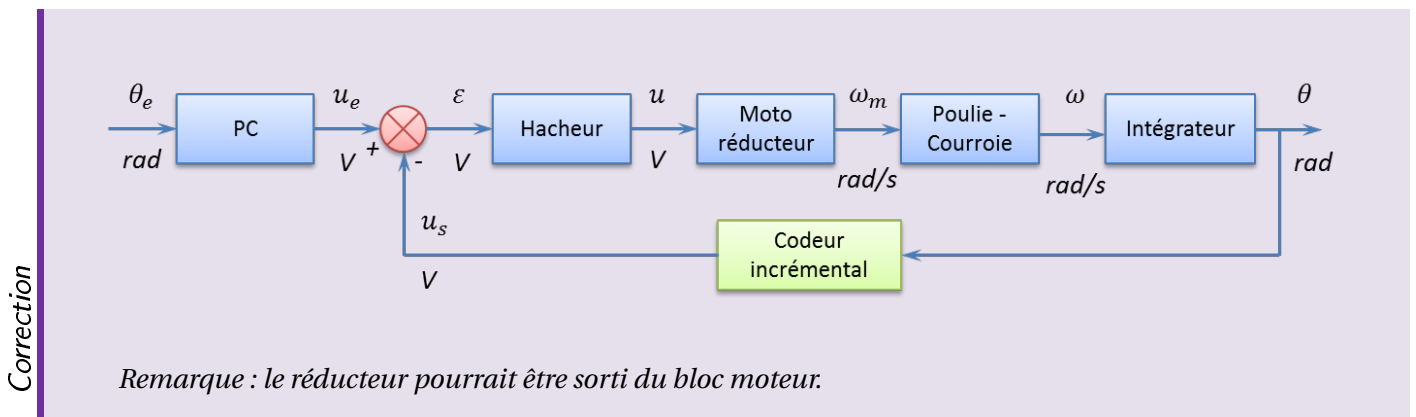 θₑ
uₑ
ε
u
ωₘ
ω
θ
PC
+
-
Hacheur
Moto
réducteur
Poulie -
Courroie
Intégrateur
rad
V
V
V
rad/s
rad/s
rad
uₛ
V
Codeur
incrémental
Correction
Remarque : le réducteur pourrait être sorti du bloc moteur.